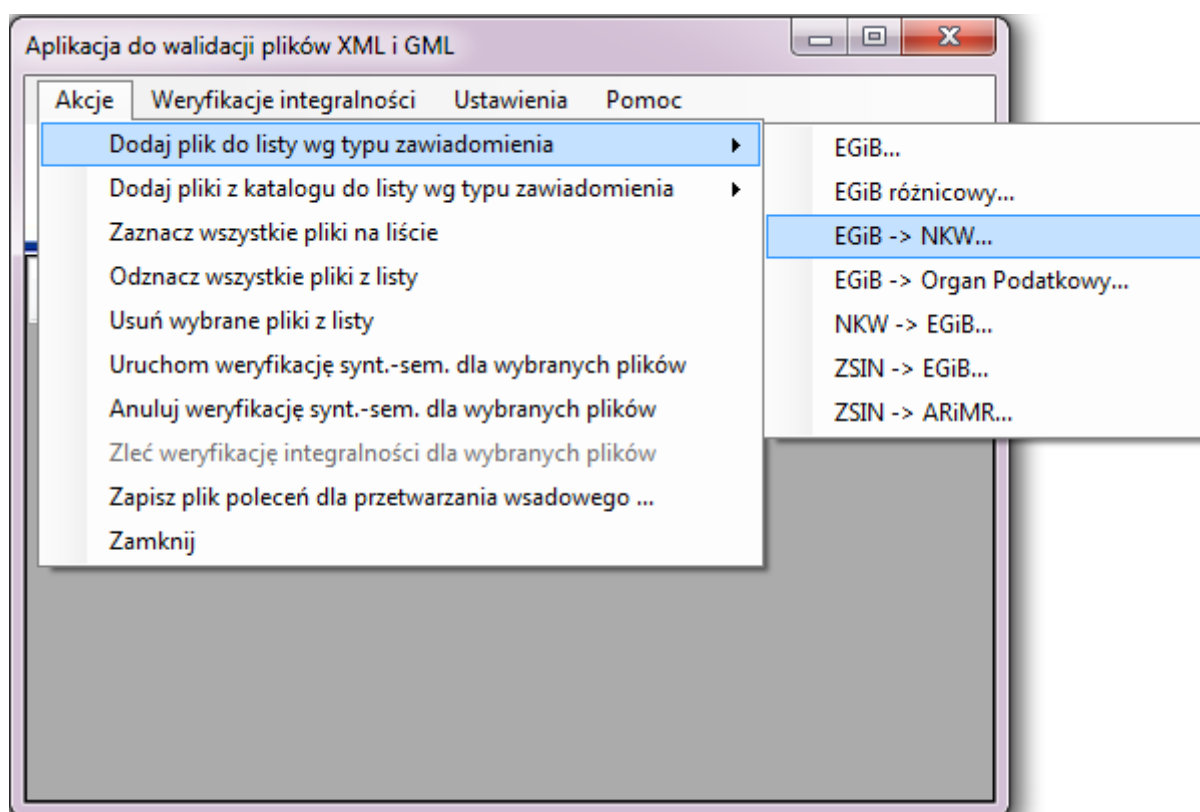 Aplikacja do walidacji plików XML i GML
Akcje Weryfikacje integralności Ustawienia Pomoc
Dodaj plik do listy wg typu zawiadomienia
Dodaj pliki z katalogu do listy wg typu zawiadomienia
Zaznacz wszystkie pliki na liście
Odznacz wszystkie pliki z listy
Usuń wybrane pliki z listy
Uruchom weryfikację synt.-sem. dla wybranych plików
Anuluj weryfikację synt.-sem. dla wybranych plików
Zleć weryfikację integralności dla wybranych plików
Zapisz plik poleceń dla przetwarzania wsadowego ...
Zamknij
EGiB...
EGiB różnicowy...
EGiB -> NKW...
EGiB -> Organ Podatkowy...
NKW -> EGiB...
ZSIN -> EGiB...
ZSIN -> ARiMR...